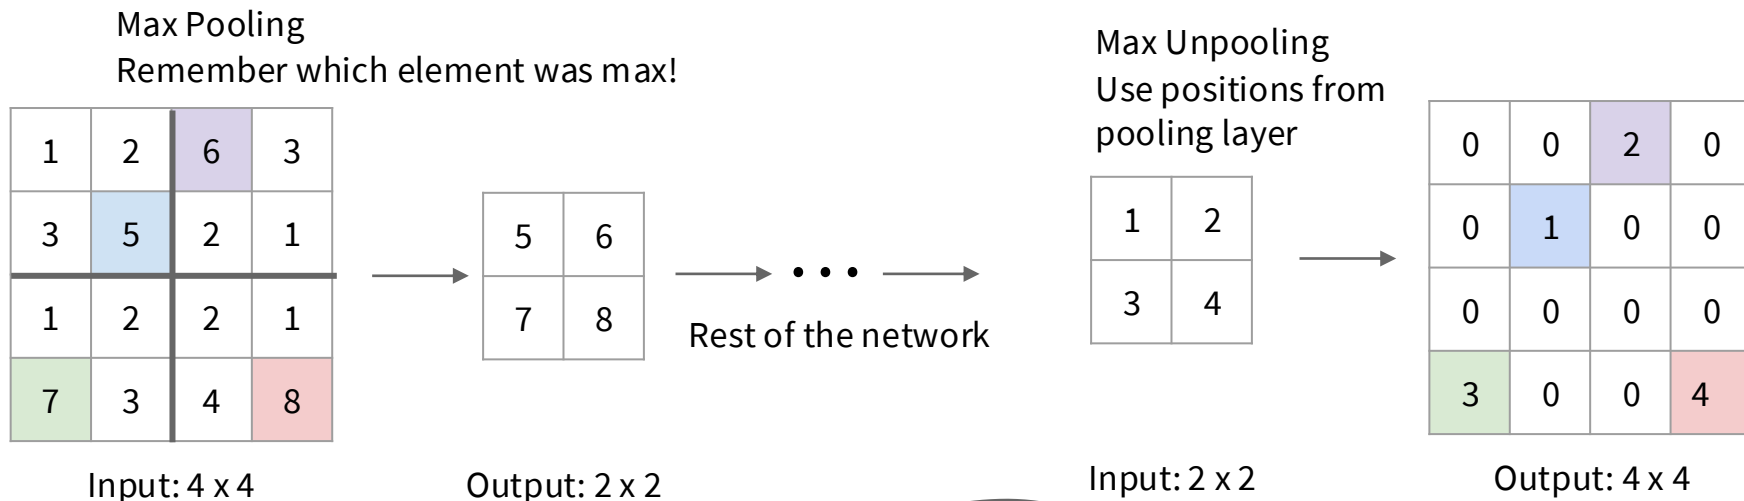 Max Pooling
Remember which element was max!
1 2 6 3
3 5 2 1
1 2 2 1
7 3 4 8
Input: 4 x 4
5 6
7 8
Output: 2 x 2
Rest of the network
Max Unpooling
Use positions from
pooling layer
1 2
3 4
Input: 2 x 2
0 0 2 0
0 1 0 0
0 0 0 0
3 0 0 4
Output: 4 x 4